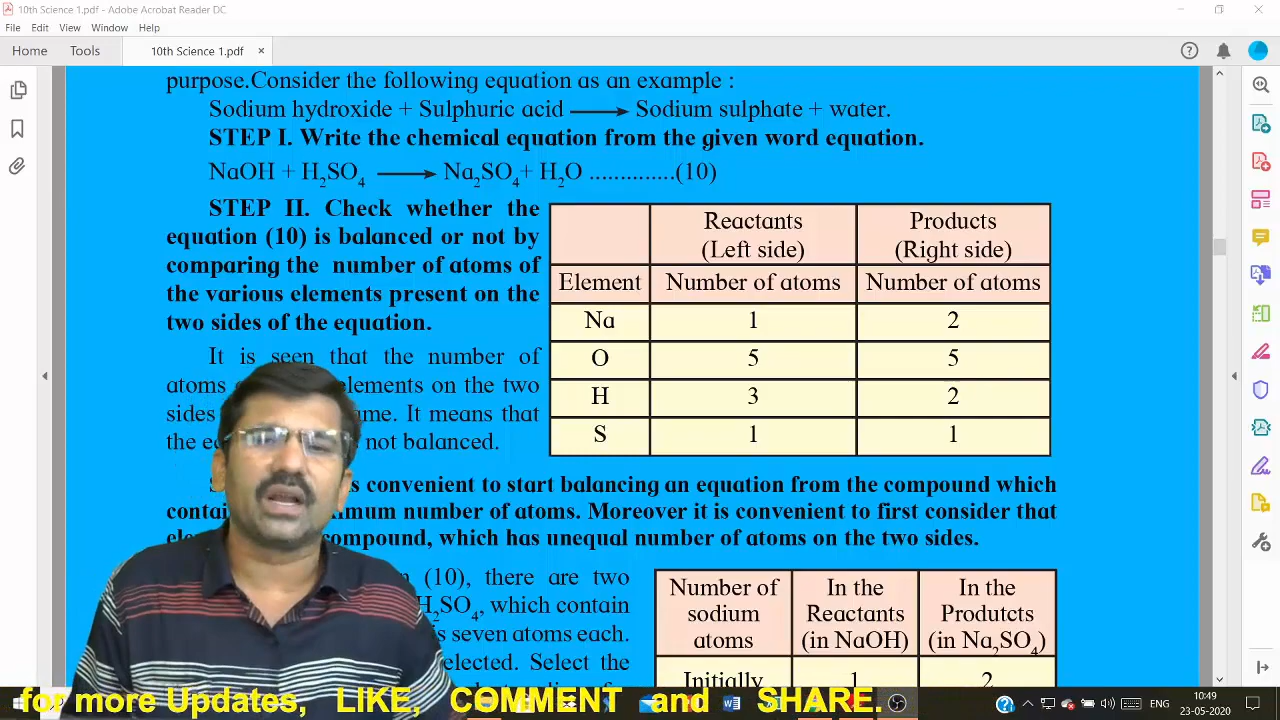 10th Science 1.pdf - Adobe Acrobat Reader DC
File Edit View Window Help
Home Tools 10th Science 1.pdf ×
purpose.Consider the following equation as an example :
Sodium hydroxide + Sulphuric acid ⟶ Sodium sulphate + water.
STEP I. Write the chemical equation from the given word equation.
NaOH + H₂SO₄ ⟶ Na₂SO₄+ H₂O ..............(10)
STEP II. Check whether the
equation (10) is balanced or not by
comparing the number of atoms of
the various elements present on the
two sides of the equation.
It is seen that the number of
atoms elements on the two
sides It means that
the not balanced.
Reactants Products
(Left side) (Right side)
Element Number of atoms Number of atoms
Na 1 2
O 5 5
H 3 2
S 1 1
convenient to start balancing an equation from the compound which
number of atoms. Moreover it is convenient to first consider that
compound, which has unequal number of atoms on the two sides.
(10), there are two
H₂SO₄, which contain
seven atoms each.
Select the
Number of In the In the
sodium Reactants Produtcts
atoms (in NaOH) (in Na₂SO₄)
Initially 1 2
for more Updates, LIKE, COMMENT and SHARE.
ENG
10:49
23-05-2020